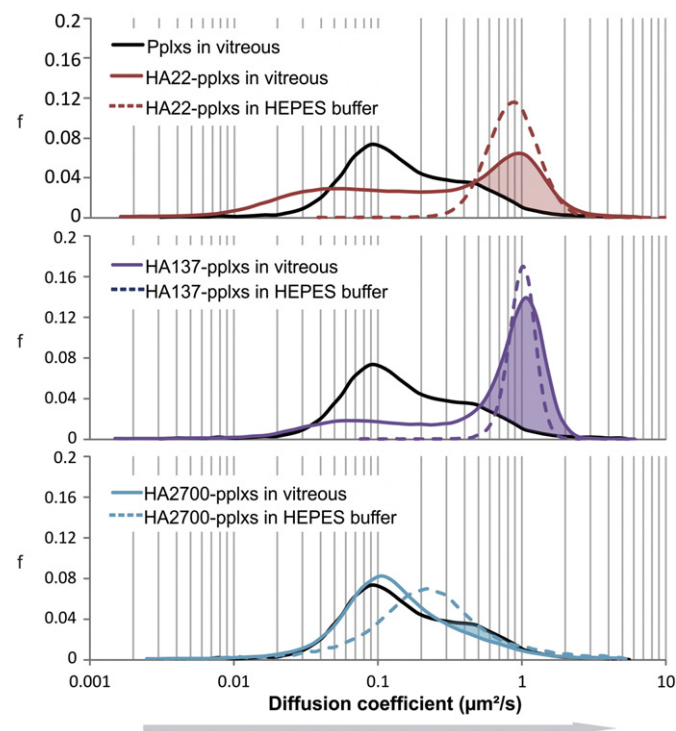 0.2
0.16
0.12
f
0.08
0.04
0
Pplxs in vitreous
HA22-pplxs in vitreous
HA22-pplxs in HEPES buffer
0.2
0.16
0.12
f
0.08
0.04
0
HA137-pplxs in vitreous
HA137-pplxs in HEPES buffer
0.2
0.16
0.12
f
0.08
0.04
0
HA2700-pplxs in vitreous
HA2700-pplxs in HEPES buffer
0.001 0.01 0.1 1 10
Diffusion coefficient (µm²/s)